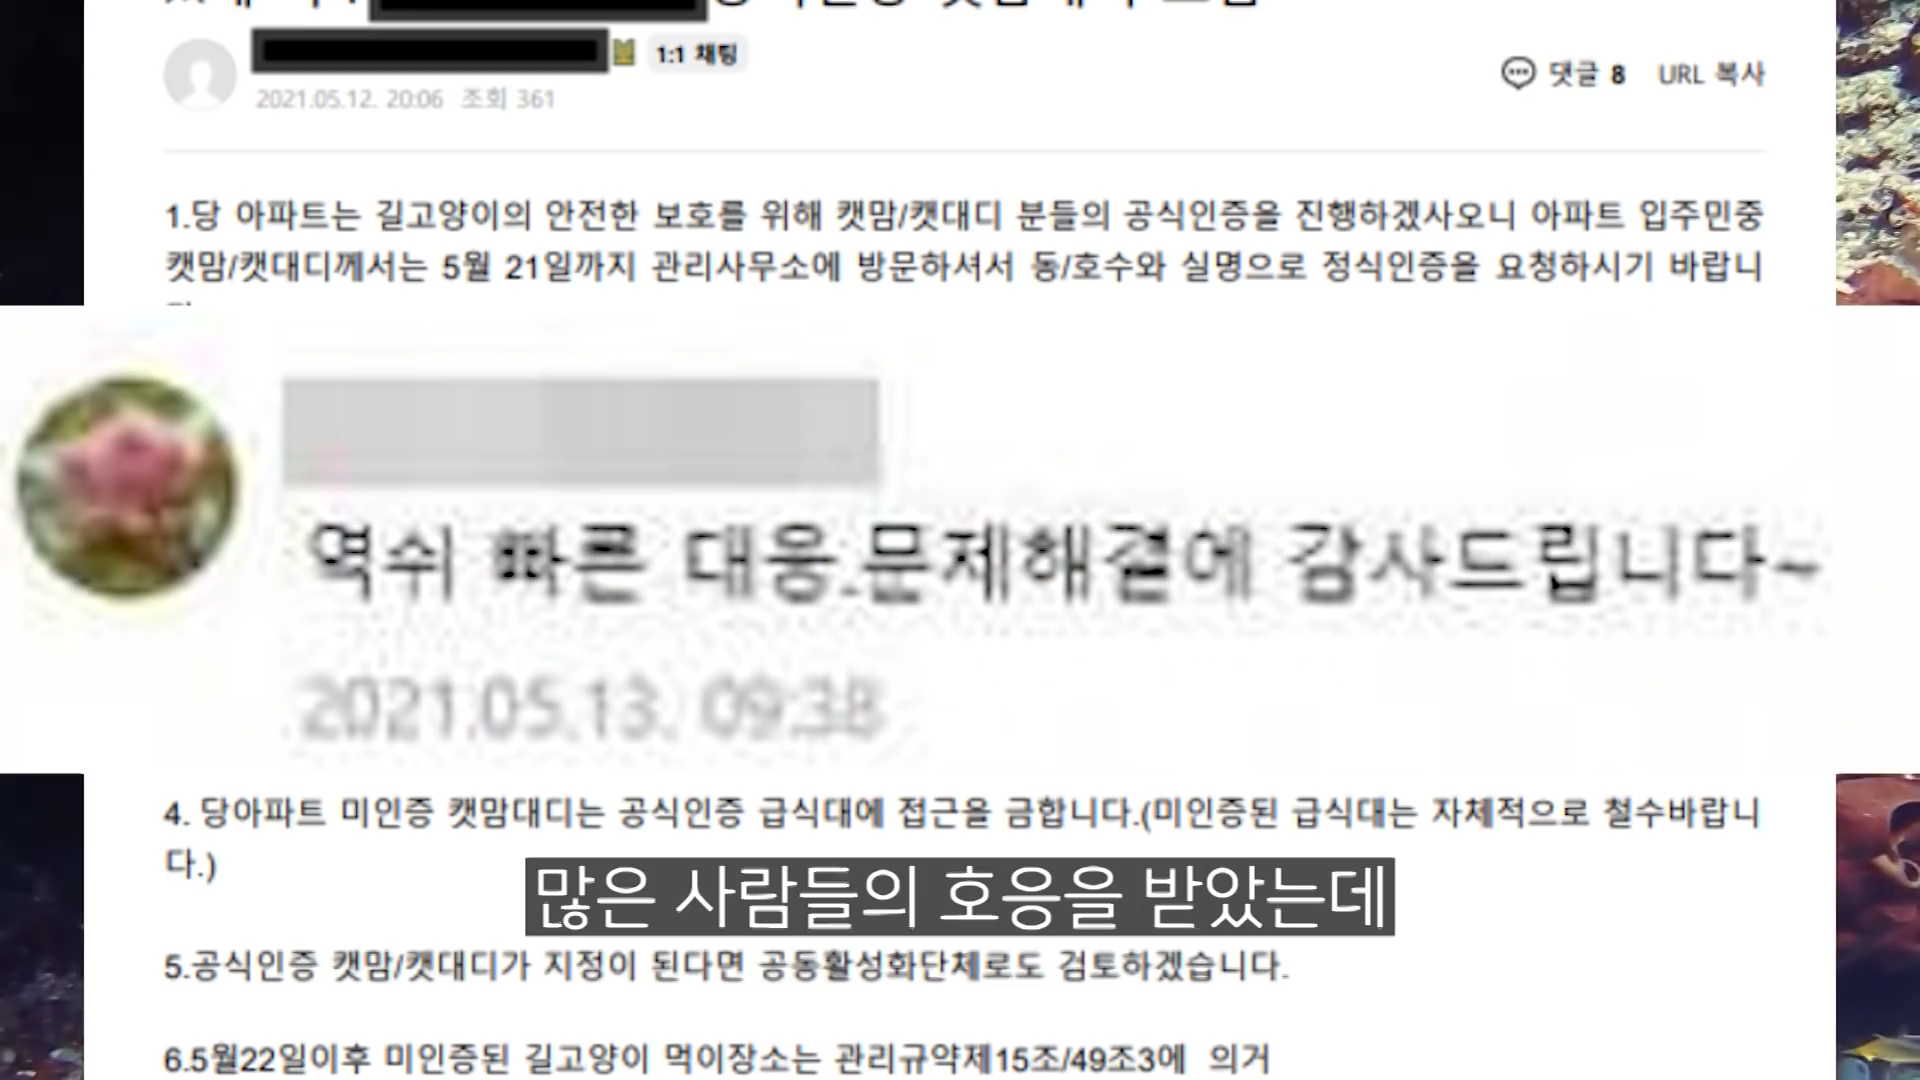 1:1 채팅
2021.05.12. 20:06 조회 361
댓글 8 URL 복사
1.당 아파트는 길고양이의 안전한 보호를 위해 캣맘/캣대디 분들의 공식인증을 진행하겠사오니 아파트 입주민중
캣맘/캣대디께서는 5월 21일까지 관리사무소에 방문하셔서 동/호수와 실명으로 정식인증을 요청하시기 바랍니
역쉬 빠른 대응.문제해결에 감사드립니다~
2021.05.13. 09:38
4. 당아파트 미인증 캣맘대디는 공식인증 급식대에 접근을 금합니다.(미인증된 급식대는 자체적으로 철수바랍니
다.)
많은 사람들의 호응을 받았는데
5.공식인증 캣맘/캣대디가 지정이 된다면 공동활성화단체로도 검토하겠습니다.
6.5월22일이후 미인증된 길고양이 먹이장소는 관리규약제15조/49조3에 의거